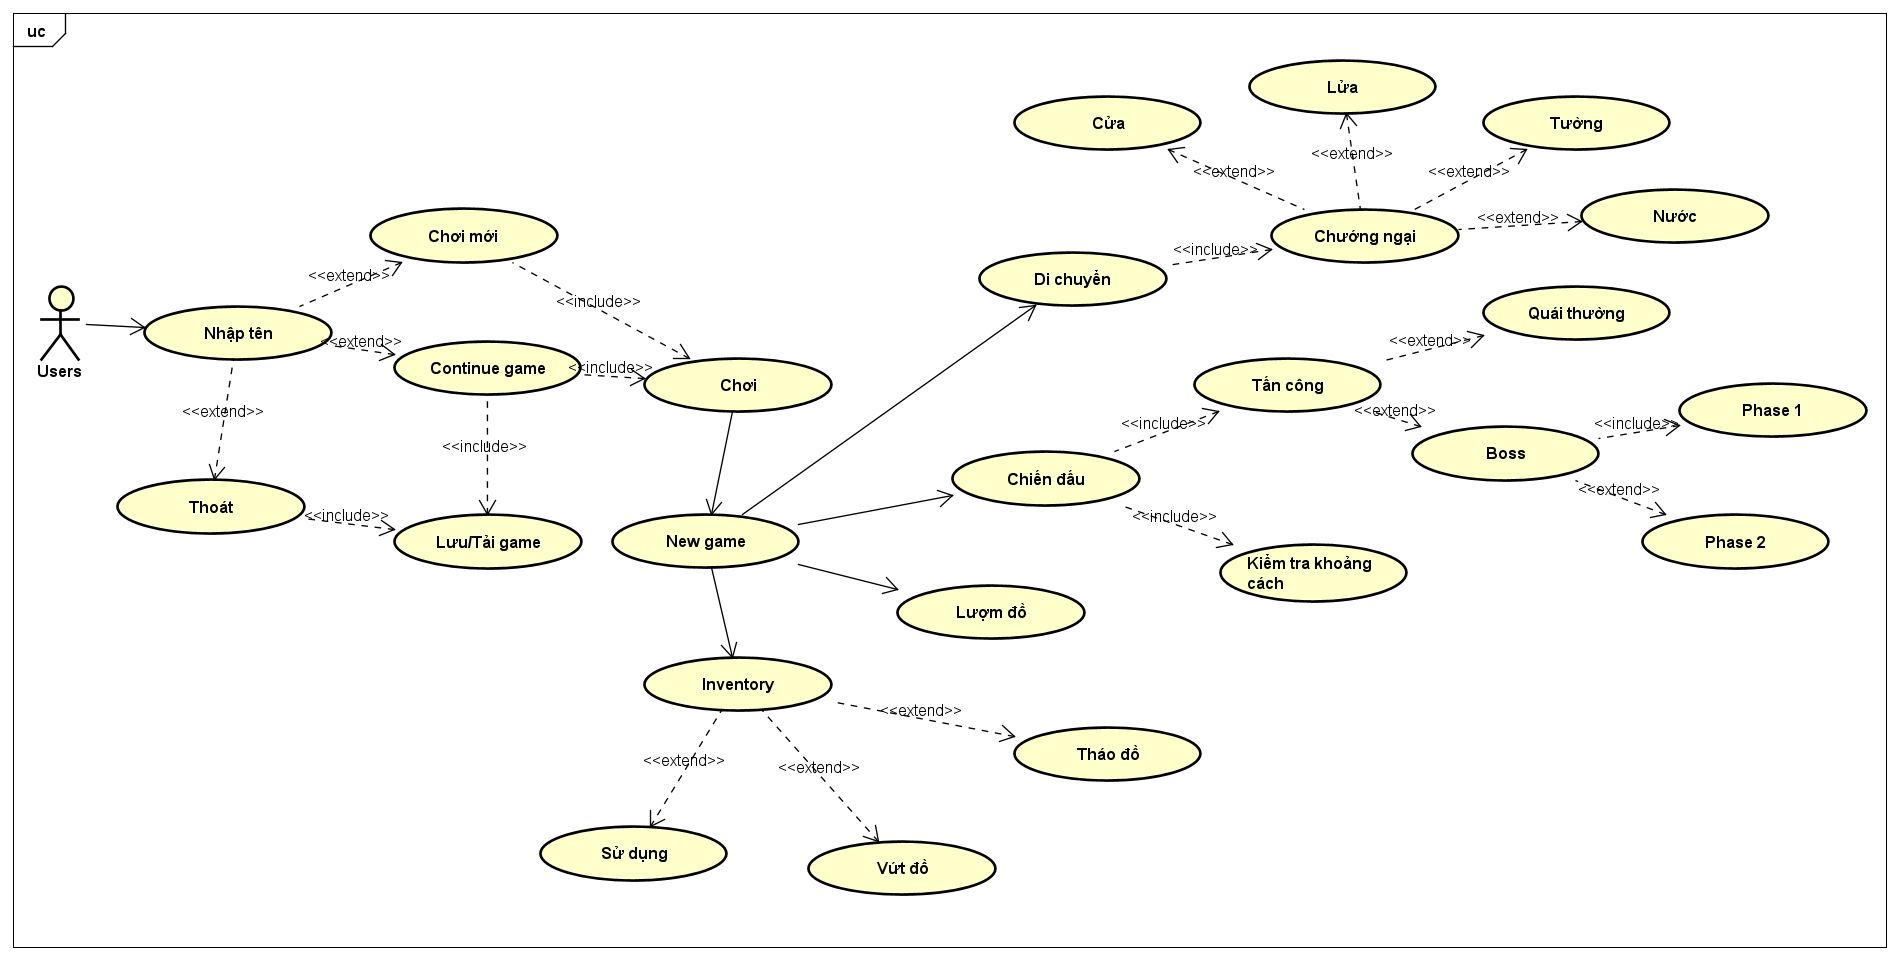 uc
Lửa
Cửa
Tường
<<extend>>
<<extend>>
<<extend>>
Nước
<<extend>>
Chơi mới
Chướng ngại
<<include>>
<<extend>>
Di chuyển
<<include>>
Quái thường
Nhập tên
<<extend>>
<<extend>>
Users
Continue game
<<include>>
Chơi
Tấn công
<<extend>>
<<extend>>
<<include>>
<<include>>
Phase 1
<<include>>
Boss
Chiến đấu
<<extend>>
Thoát
<<include>>
<<include>>
Lưu/Tải game
New game
Phase 2
Kiểm tra khoảng
cách
Lượm đồ
Inventory
<<extend>>
Tháo đồ
<<extend>>
<<extend>>
Sử dụng
Vứt đồ